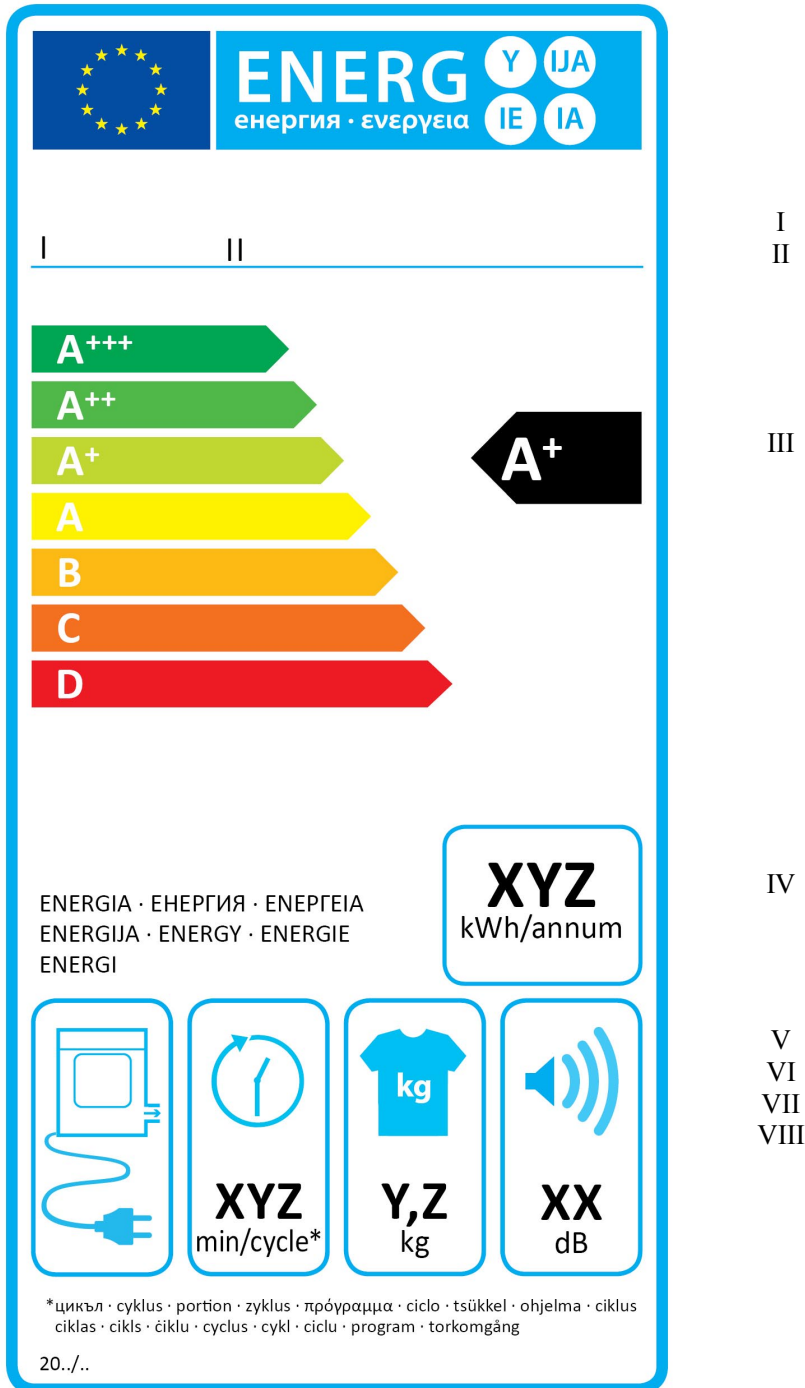 ENERG Y IJA
енергия · ενεργεια IE IA
I II
I
II
A+++
A++
A+
A+
III
A
B
C
D
XYZ
kWh/annum
IV
ENERGIA · ЕНЕРГИЯ · ΕΝΕΡΓΕΙΑ
ENERGIJA · ENERGY · ENERGIE
ENERGI
V
VI
VII
VIII
kg
XYZ
min/cycle*
Y,Z
kg
XX
dB
*цикъл · cyklus · portion · zyklus · πρόγραμμα · ciclo · tsükkel · ohjelma · ciklus
ciklas · cikls · ċiklu · cyclus · cykl · ciclu · program · torkomgång
20../..